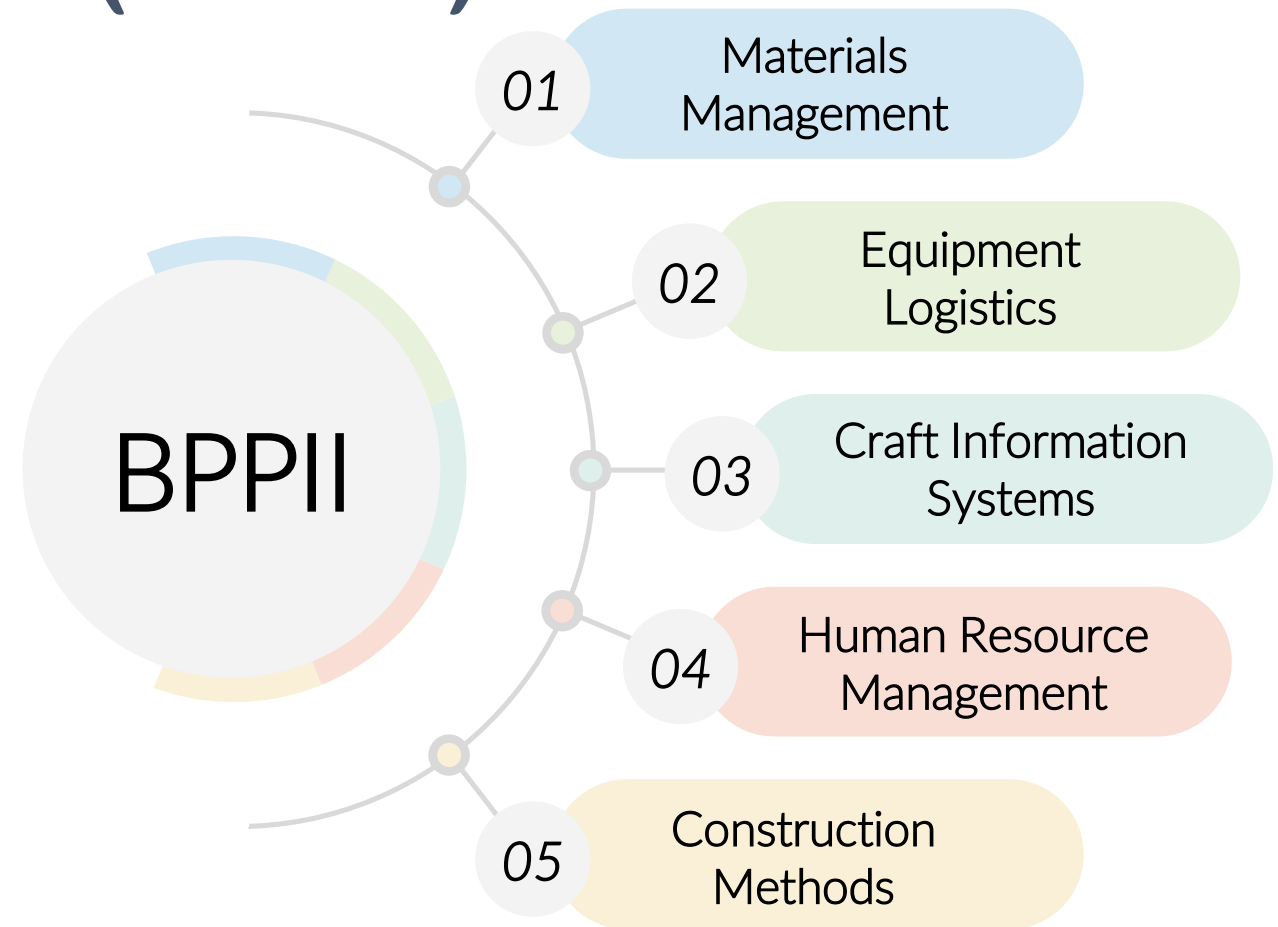 BPPII
01
Materials
Management
02
Equipment
Logistics
03
Craft Information
Systems
04
Human Resource
Management
05
Construction
Methods